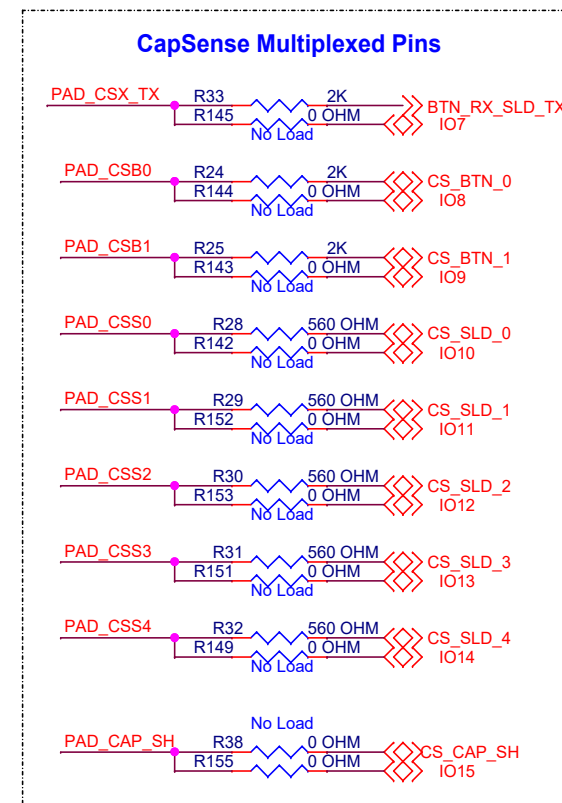 CapSense Multiplexed Pins
PAD_CSX_TX R33 2K BTN_RX_SLD_TX
R145 0 OHM IO7
No Load
PAD_CSB0 R24 2K CS_BTN_0
R144 0 OHM IO8
No Load
PAD_CSB1 R25 2K CS_BTN_1
R143 0 OHM IO9
No Load
PAD_CSS0 R28 560 OHM CS_SLD_0
R142 0 OHM IO10
No Load
PAD_CSS1 R29 560 OHM CS_SLD_1
R152 0 OHM IO11
No Load
PAD_CSS2 R30 560 OHM CS_SLD_2
R153 0 OHM IO12
No Load
PAD_CSS3 R31 560 OHM CS_SLD_3
R151 0 OHM IO13
No Load
PAD_CSS4 R32 560 OHM CS_SLD_4
R149 0 OHM IO14
No Load
No Load
PAD_CAP_SH R38 0 OHM CS_CAP_SH
R155 0 OHM IO15